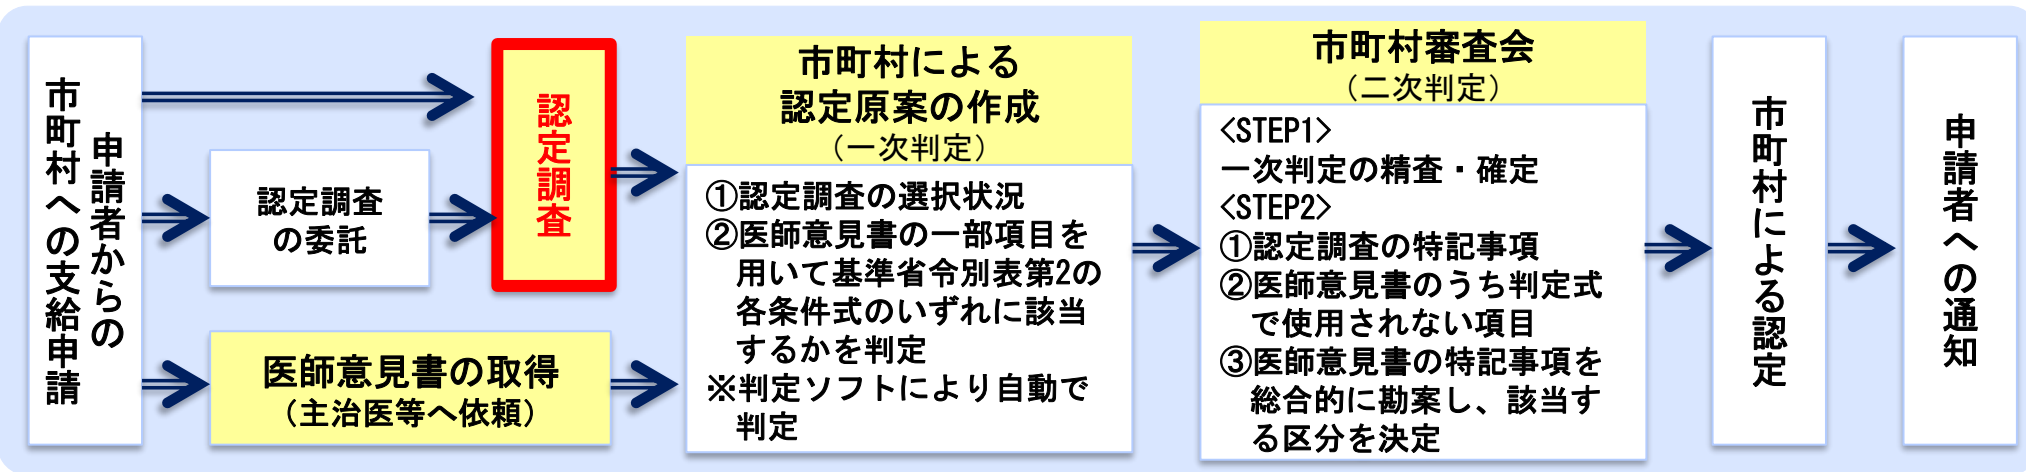 申請者からの
市町村への支給申請
認定調査
の委託
医師意見書の取得
（主治医等へ依頼）
認定調査
市町村による
認定原案の作成
（一次判定）
①認定調査の選択状況
②医師意見書の一部項目を
用いて基準省令別表第2の
各条件式のいずれに該当
するかを判定
※判定ソフトにより自動で
判定
市町村審査会
（二次判定）
<STEP1>
一次判定の精査・確定
<STEP2>
①認定調査の特記事項
②医師意見書のうち判定式
で使用されない項目
③医師意見書の特記事項を
総合的に勘案し、該当す
る区分を決定
市町村による認定
申請者への通知